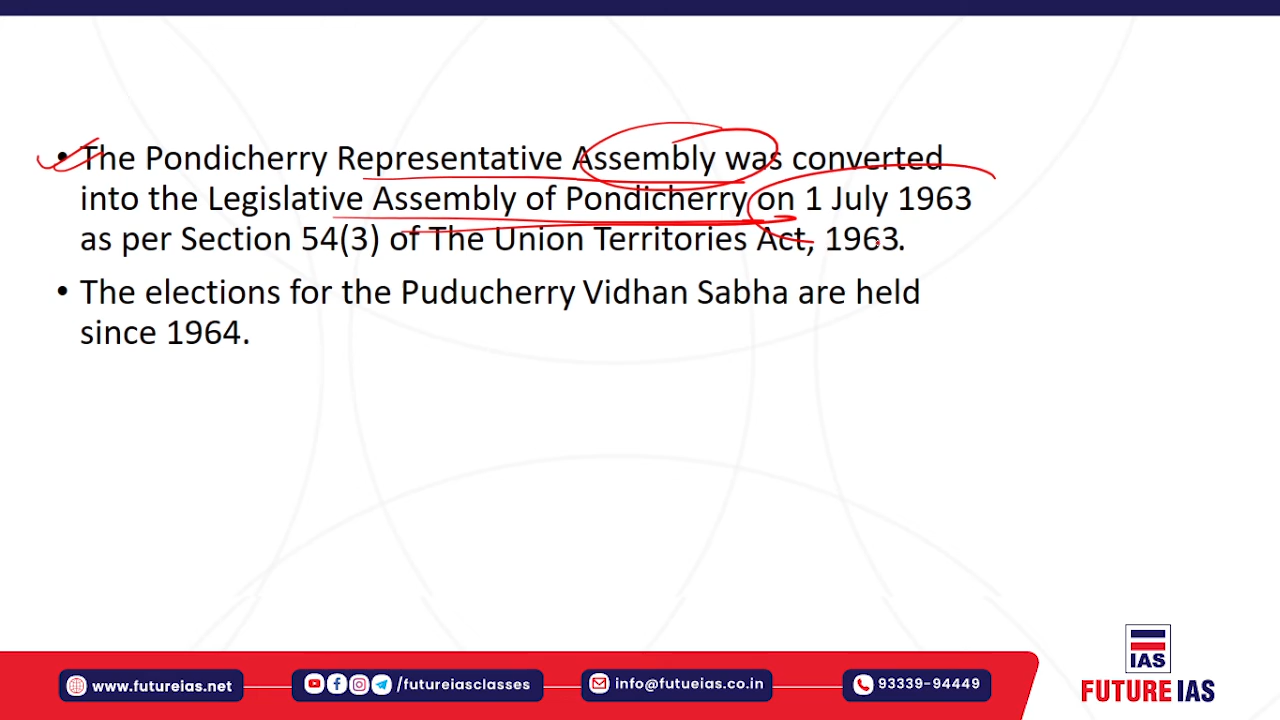 • The Pondicherry Representative Assembly was converted
into the Legislative Assembly of Pondicherry on 1 July 1963
as per Section 54(3) of The Union Territories Act, 1963.
• The elections for the Puducherry Vidhan Sabha are held
since 1964.
www.futureias.net
/futureiasclasses
info@futueias.co.in
93339-94449
IAS
FUTURE IAS